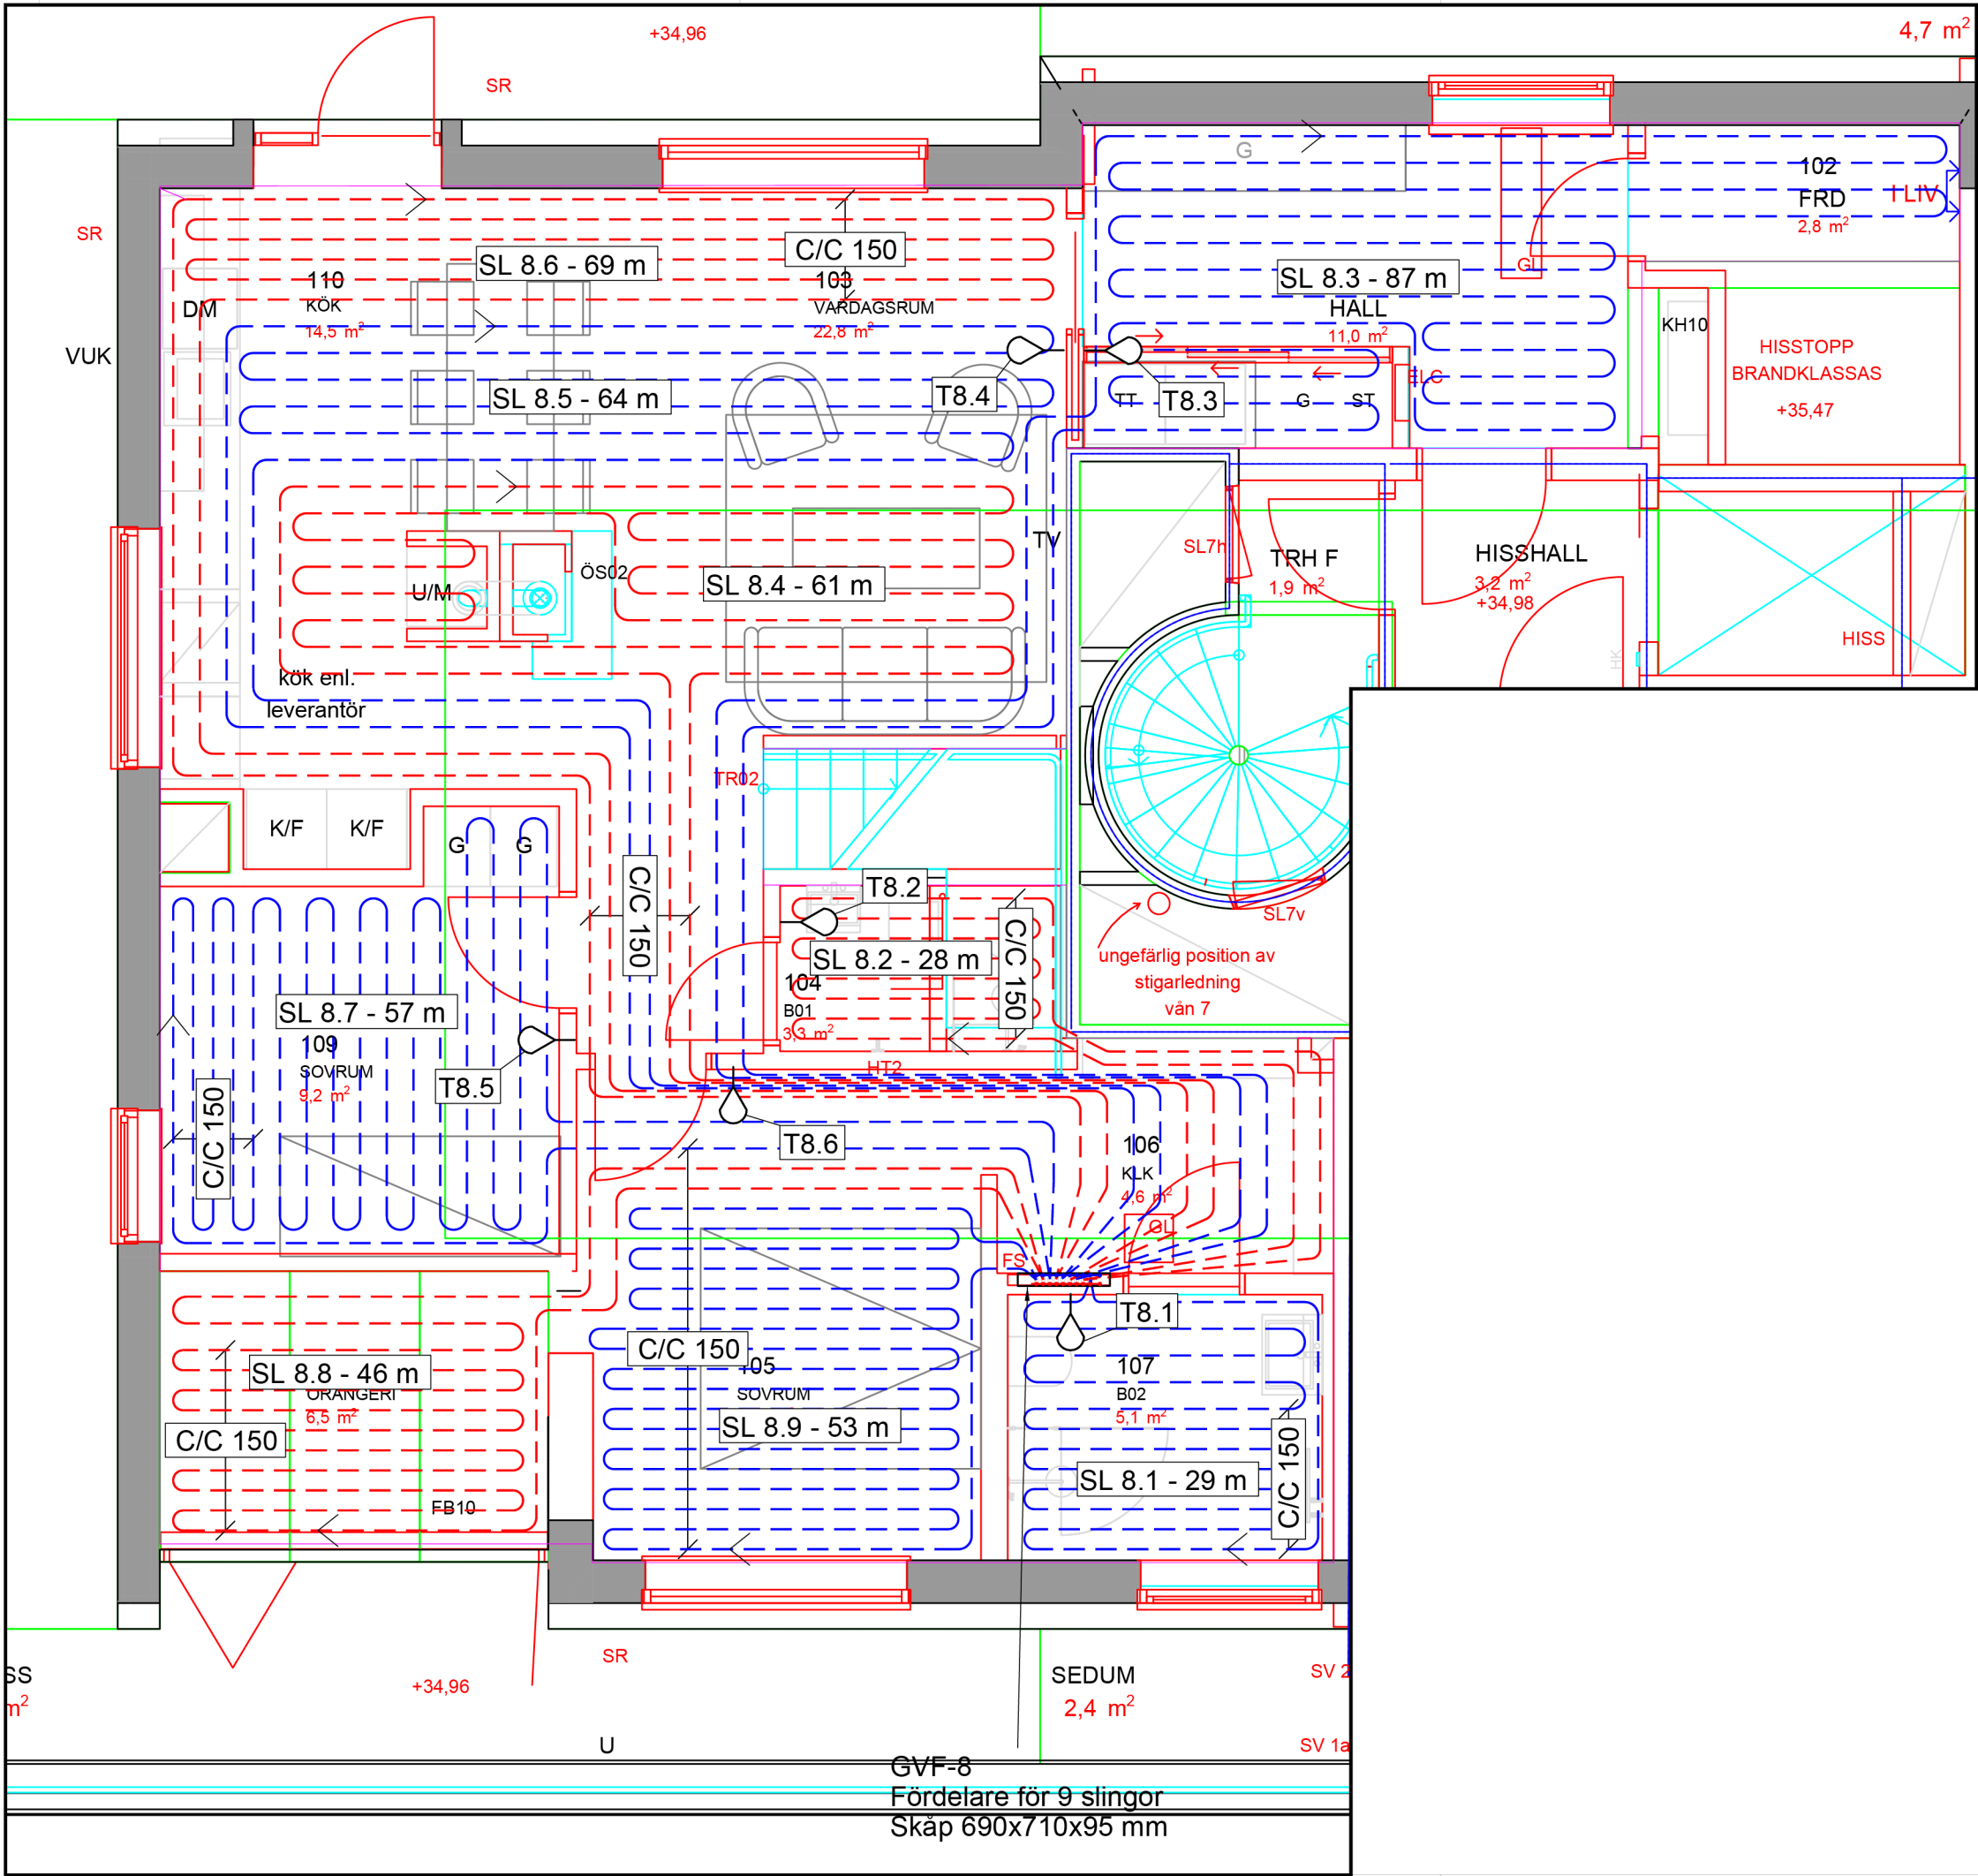 +34,96
4,7 m²
SR
SR
G
102
FRD
2,8 m²
I LIV
C/C 150
SL 8.6 - 69 m
110
KÖK
14,5 m²
103
VARDAGSRUM
22,8 m²
DM
GL
SL 8.3 - 87 m
HALL
11,0 m²
KH10
HISSTOPP
BRANDKLASSAS
+35,47
VUK
SL 8.5 - 64 m
T8.4
TT
T8.3
G
ST
ELC
TV
SL7h
TRH F
1,9 m²
HISSHALL
3,2 m²
+34,98
U/M
ÖS02
SL 8.4 - 61 m
HISS
HK
kök enl.
leverantör
TR02
K/F
K/F
G
G
C/C 150
T8.2
SL7v
SL 8.2 - 28 m
C/C 150
104
B01
3,3 m²
ungefärlig position av
stigarledning
vån 7
SL 8.7 - 57 m
109
SOVRUM
9,2 m²
T8.5
HT2
C/C 150
T8.6
106
KLK
4,6 m²
GL
FS
T8.1
C/C 150
SL 8.8 - 46 m
ORANGERI
6,5 m²
C/C 150
105
SOVRUM
SL 8.9 - 53 m
107
B02
5,1 m²
SL 8.1 - 29 m
C/C 150
FB10
SR
+34,96
SS
m²
SEDUM
2,4 m²
SV 2
U
SV 1a
GVF-8
Fördelare för 9 slingor
Skåp 690x710x95 mm